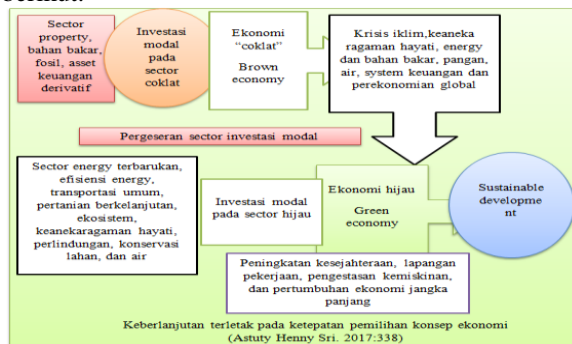 Sector
property,
bahan bakar,
fosil, asset
keuangan
derivatif
Investasi
modal
pada
sector
coklat
Ekonomi
“coklat”
Brown
economy
Krisis iklim,keaneka
ragaman hayati, energy
dan bahan bakar, pangan,
air, system keuangan dan
perekonomian global
Pergeseran sector investasi modal
Sector energy terbarukan,
efisiensi energy,
transportasi umum,
pertanian berkelanjutan,
ekosistem,
keanekaragaman hayati,
perlindungan, konservasi
lahan, dan air
Investasi modal
pada sector hijau
Ekonomi hijau
Green
economy
Sustainable
developme
nt
Peningkatan kesejahteraan, lapangan
pekerjaan, pengestasan kemiskinan,
dan pertumbuhan ekonomi jangka
panjang
Keberlanjutan terletak pada ketepatan pemilihan konsep ekonomi
(Astuty Henny Sri. 2017:338)